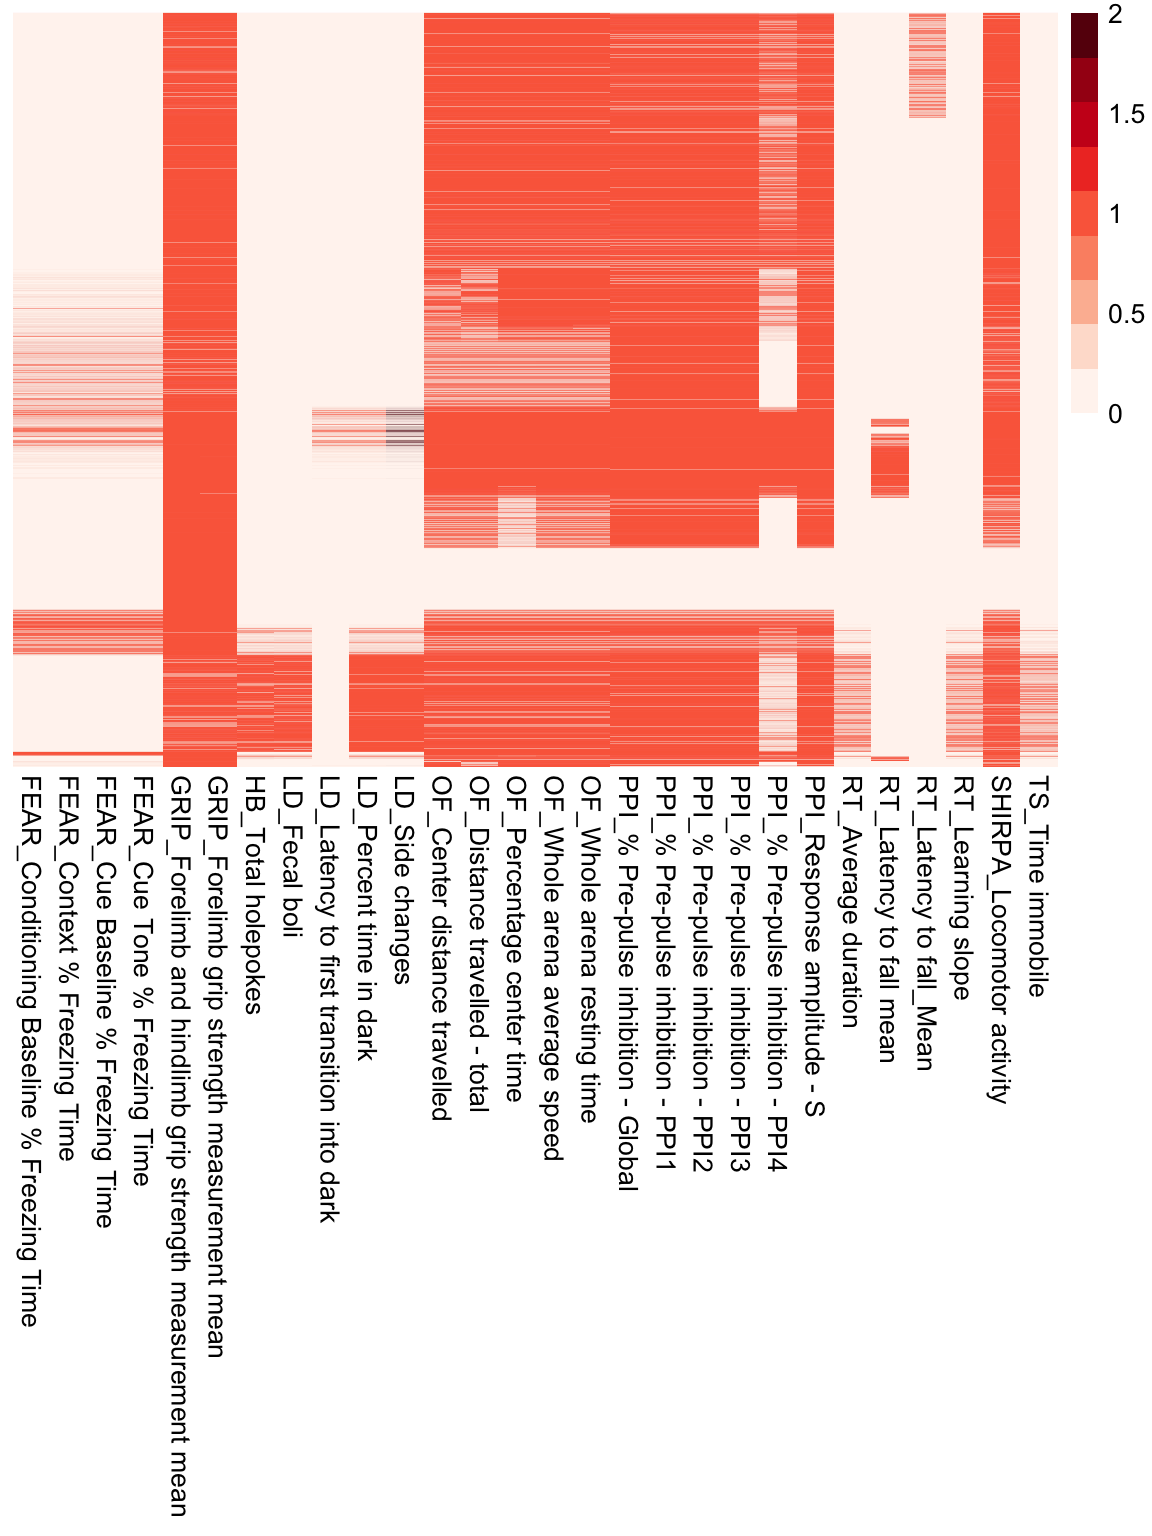 2
1.5
1
0.5
0
FEAR_Conditioning Baseline % Freezing Time
FEAR_Context % Freezing Time
FEAR_Cue Baseline % Freezing Time
FEAR_Cue Tone % Freezing Time
GRIP_Forelimb and hindlimb grip strength measurement mean
GRIP_Forelimb grip strength measurement mean
HB_Total holepokes
LD_Fecal boli
LD_Latency to first transition into dark
LD_Percent time in dark
LD_Side changes
OF_Center distance travelled
OF_Distance travelled - total
OF_Percentage center time
OF_Whole arena average speed
OF_Whole arena resting time
PPI_% Pre-pulse inhibition - Global
PPI_% Pre-pulse inhibition - PPI1
PPI_% Pre-pulse inhibition - PPI2
PPI_% Pre-pulse inhibition - PPI3
PPI_% Pre-pulse inhibition - PPI4
PPI_Response amplitude - S
RT_Average duration
RT_Latency to fall mean
RT_Latency to fall_Mean
RT_Learning slope
SHIRPA_Locomotor activity
TS_Time immobile